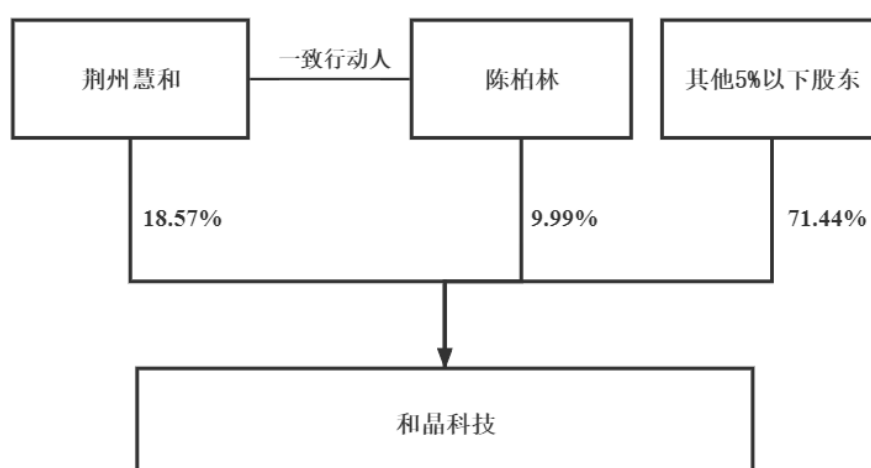 一致行动人
荆州慧和
陈柏林
其他5%以下股东
18.57%
9.99%
71.44%
和晶科技